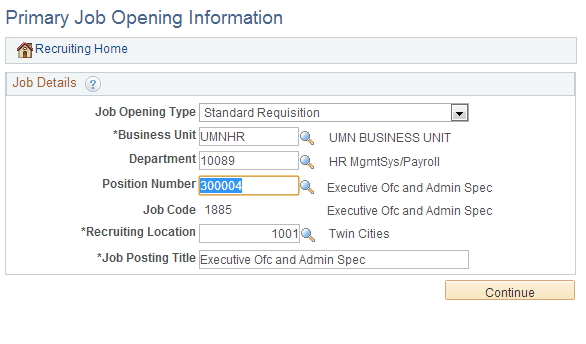 Primary Job Opening Information
Recruiting Home
Job Details ?
Job Opening Type Standard Requisition
*Business Unit UMNHR UMN BUSINESS UNIT
Department 10089 HR MgmtSys/Payroll
Position Number 300004 Executive Ofc and Admin Spec
Job Code 1885 Executive Ofc and Admin Spec
*Recruiting Location 1001 Twin Cities
*Job Posting Title Executive Ofc and Admin Spec
Continue